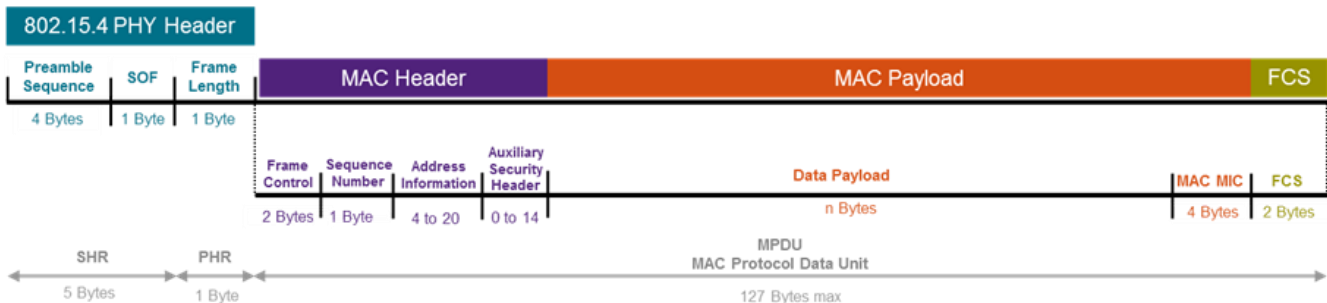 802.15.4 PHY Header
Preamble Sequence
SOF
Frame Length
MAC Header
MAC Payload
FCS
4 Bytes
1 Byte
1 Byte
Frame Control
Sequence Number
Address Information
Auxiliary Security Header
Data Payload
MAC MIC
FCS
2 Bytes
1 Byte
4 to 20
0 to 14
n Bytes
4 Bytes
2 Bytes
SHR
PHR
MPDU
MAC Protocol Data Unit
5 Bytes
1 Byte
127 Bytes max